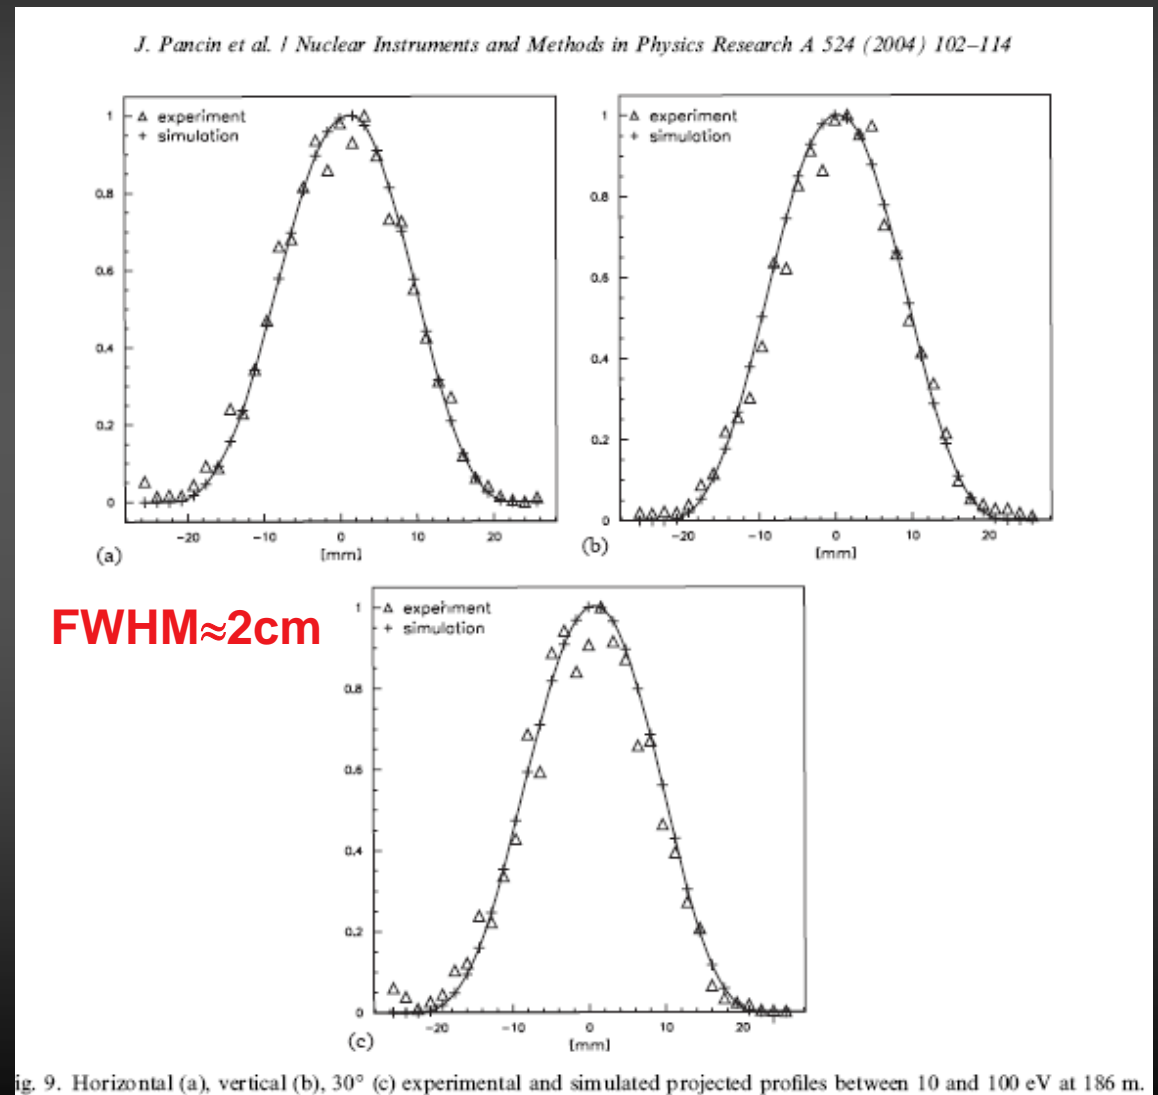 J. Pancin et al. / Nuclear Instruments and Methods in Physics Research A 524 (2004) 102–114
1
△ experiment
+ simulation
0.8
0.6
0.4
0.2
0
−20 −10 0 10 20
[mm]
(a)
1
△ experiment
+ simulation
0.8
0.6
0.4
0.2
0
−20 −10 0 10 20
[mm]
(b)
FWHM≈2cm
1
△ experiment
+ simulation
0.8
0.6
0.4
0.2
0
−20 −10 0 10 20
[mm]
(c)
ig. 9. Horizontal (a), vertical (b), 30° (c) experimental and simulated projected profiles between 10 and 100 eV at 186 m.